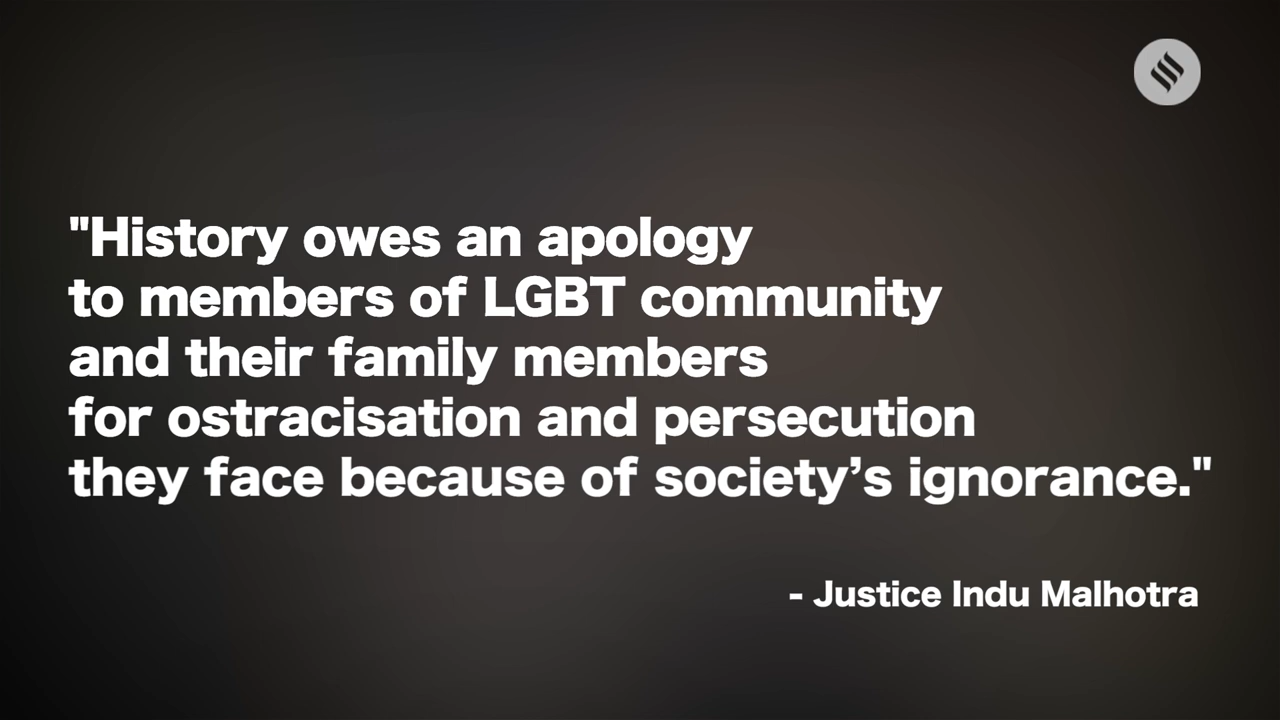 "History owes an apology
to members of LGBT community
and their family members
for ostracisation and persecution
they face because of society’s ignorance."
- Justice Indu Malhotra